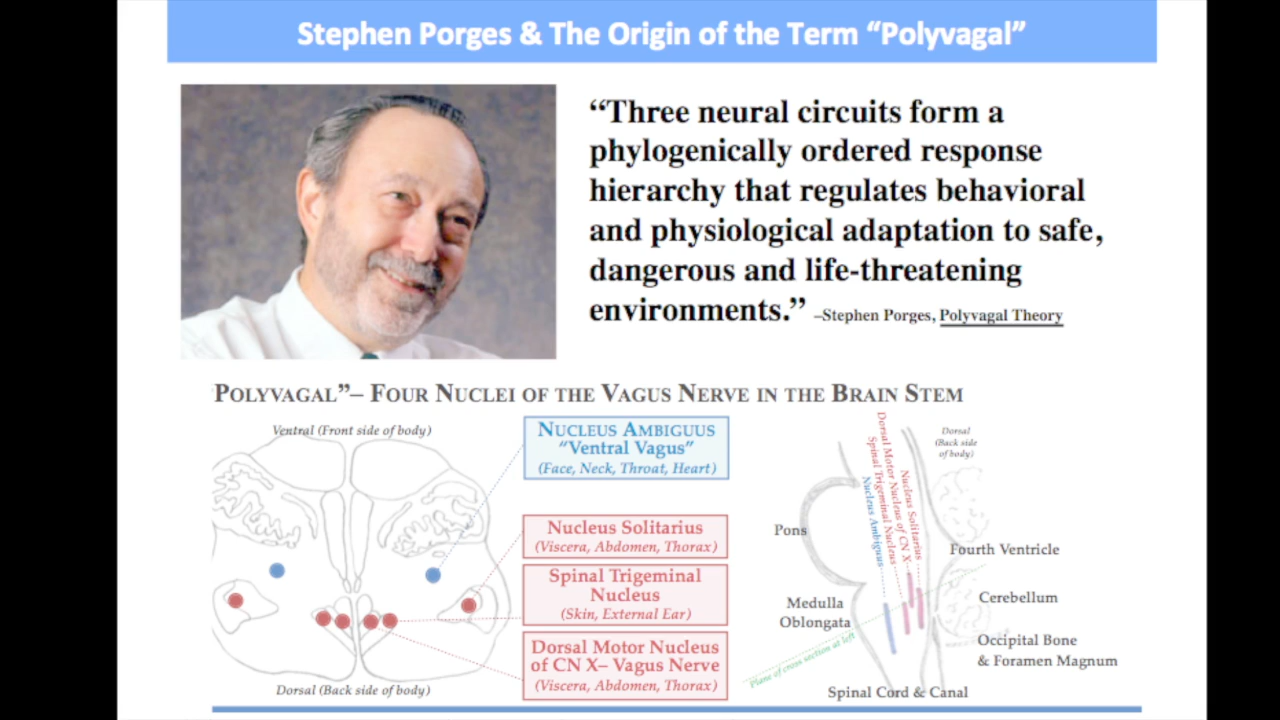 Stephen Porges & The Origin of the Term “Polyvagal”
“Three neural circuits form a
phylogenically ordered response
hierarchy that regulates behavioral
and physiological adaptation to safe,
dangerous and life-threatening
environments.” –Stephen Porges, Polyvagal Theory
POLYVAGAL”– FOUR NUCLEI OF THE VAGUS NERVE IN THE BRAIN STEM
Ventral (Front side of body)
NUCLEUS AMBIGUUS
“Ventral Vagus”
(Face, Neck, Throat, Heart)
Nucleus Solitarius
(Viscera, Abdomen, Thorax)
Spinal Trigeminal
Nucleus
(Skin, External Ear)
Dorsal Motor Nucleus
of CN X– Vagus Nerve
(Viscera, Abdomen, Thorax)
Dorsal (Back side of body)
Dorsal
(Back side
of body)
Nucleus Ambiguus
Spinal Trigeminal Nucleus
Dorsal Motor Nucleus of CN X
Nucleus Solitarius
Pons
Fourth Ventricle
Medulla
Oblongata
Cerebellum
Occipital Bone
& Foramen Magnum
Plane of cross section at left
Spinal Cord & Canal